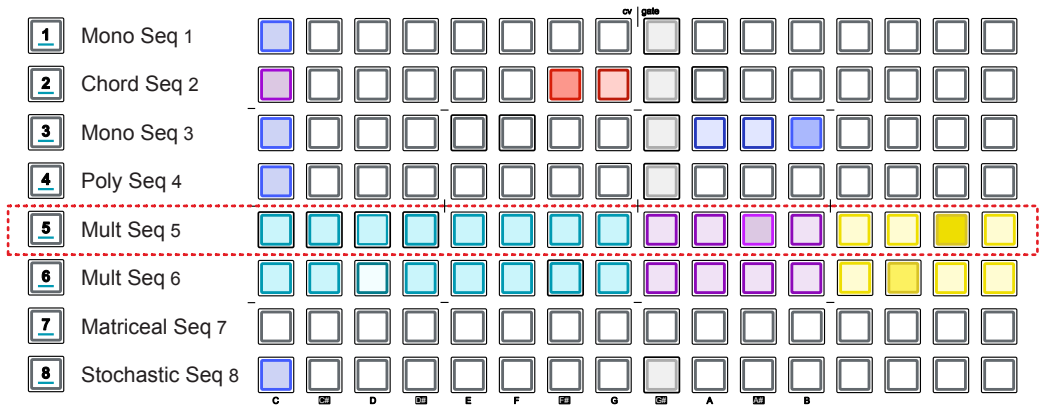 cv gate
1 Mono Seq 1
2 Chord Seq 2
3 Mono Seq 3
4 Poly Seq 4
5 Mult Seq 5
6 Mult Seq 6
7 Matriceal Seq 7
8 Stochastic Seq 8
C C# D D# E F F# G G# A A# B